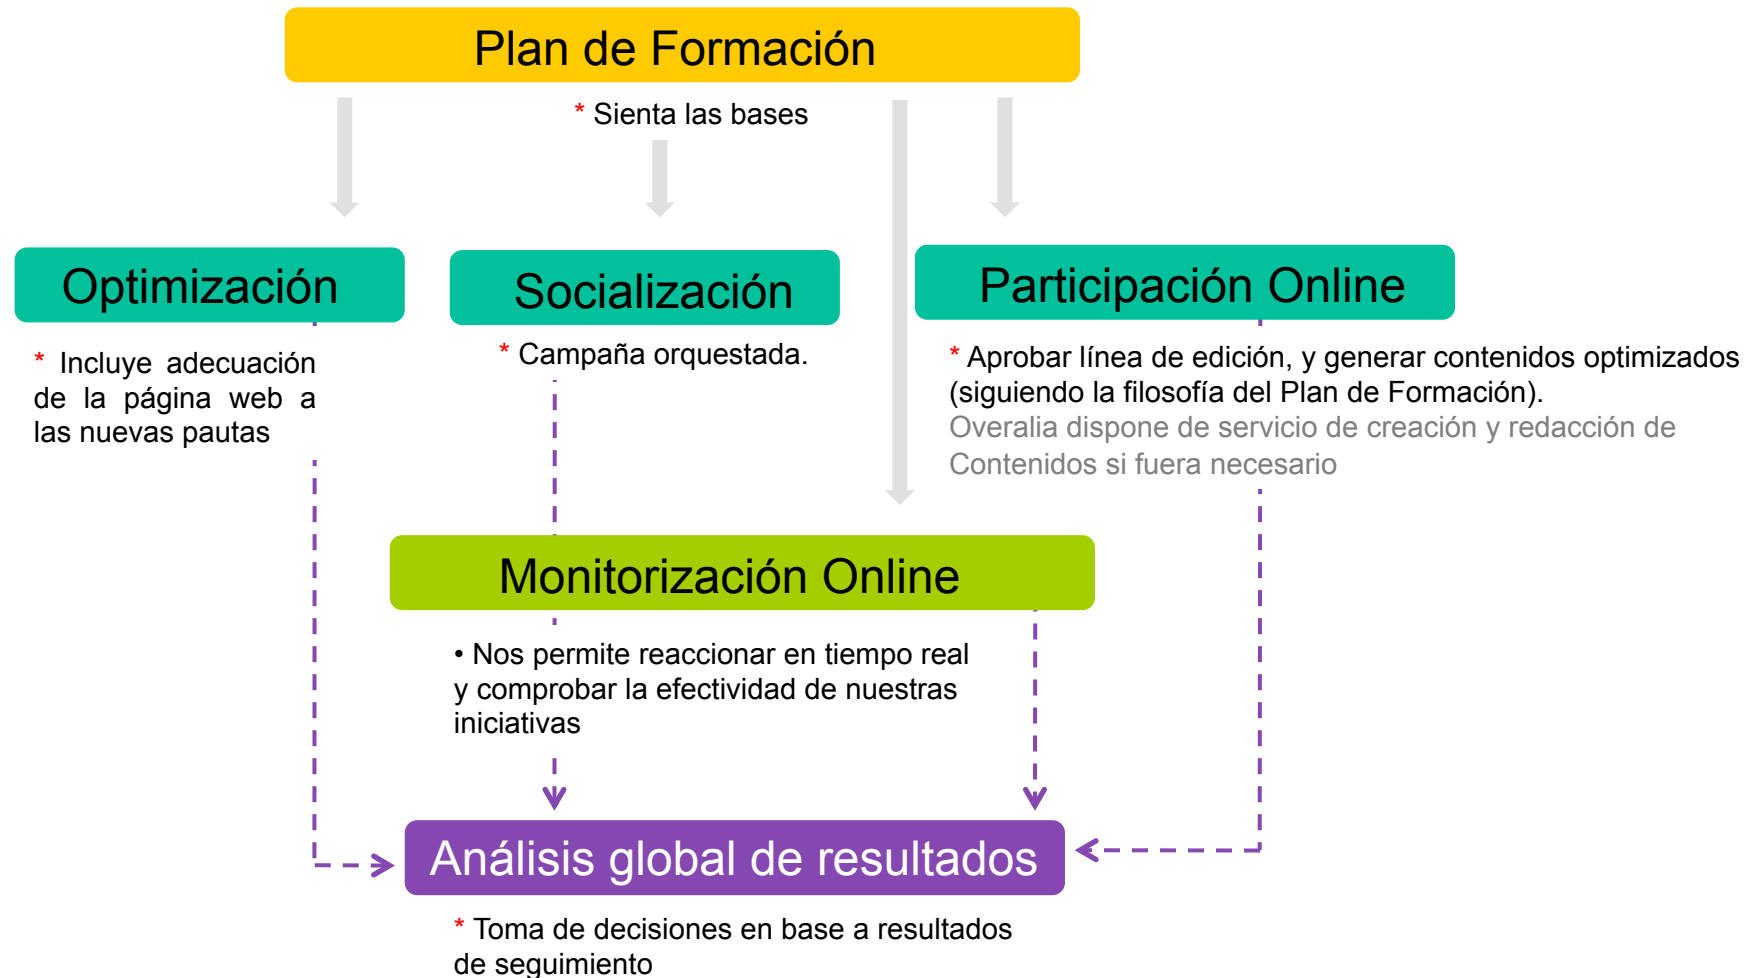 Plan de Formación
* Sienta las bases
Optimización
* Incluye adecuación
de la página web a
las nuevas pautas
Socialización
* Campaña orquestada.
Participación Online
* Aprobar línea de edición, y generar contenidos optimizados
(siguiendo la filosofía del Plan de Formación).
Overalia dispone de servicio de creación y redacción de
Contenidos si fuera necesario
Monitorización Online
• Nos permite reaccionar en tiempo real
y comprobar la efectividad de nuestras
iniciativas
Análisis global de resultados
* Toma de decisiones en base a resultados
de seguimiento